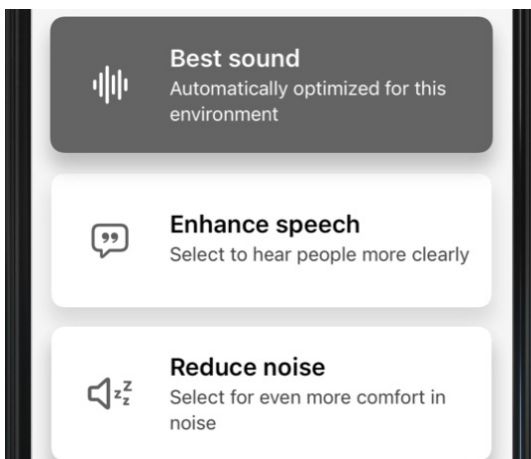 Best sound
Automatically optimized for this
environment
Enhance speech
Select to hear people more clearly
Reduce noise
Select for even more comfort in
noise